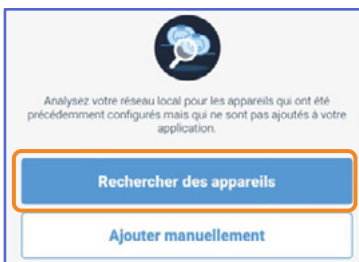 Analysez votre réseau local pour les appareils qui ont été
précédemment configurés mais qui ne sont pas ajoutés à votre
application.
Rechercher des appareils
Ajouter manuellement